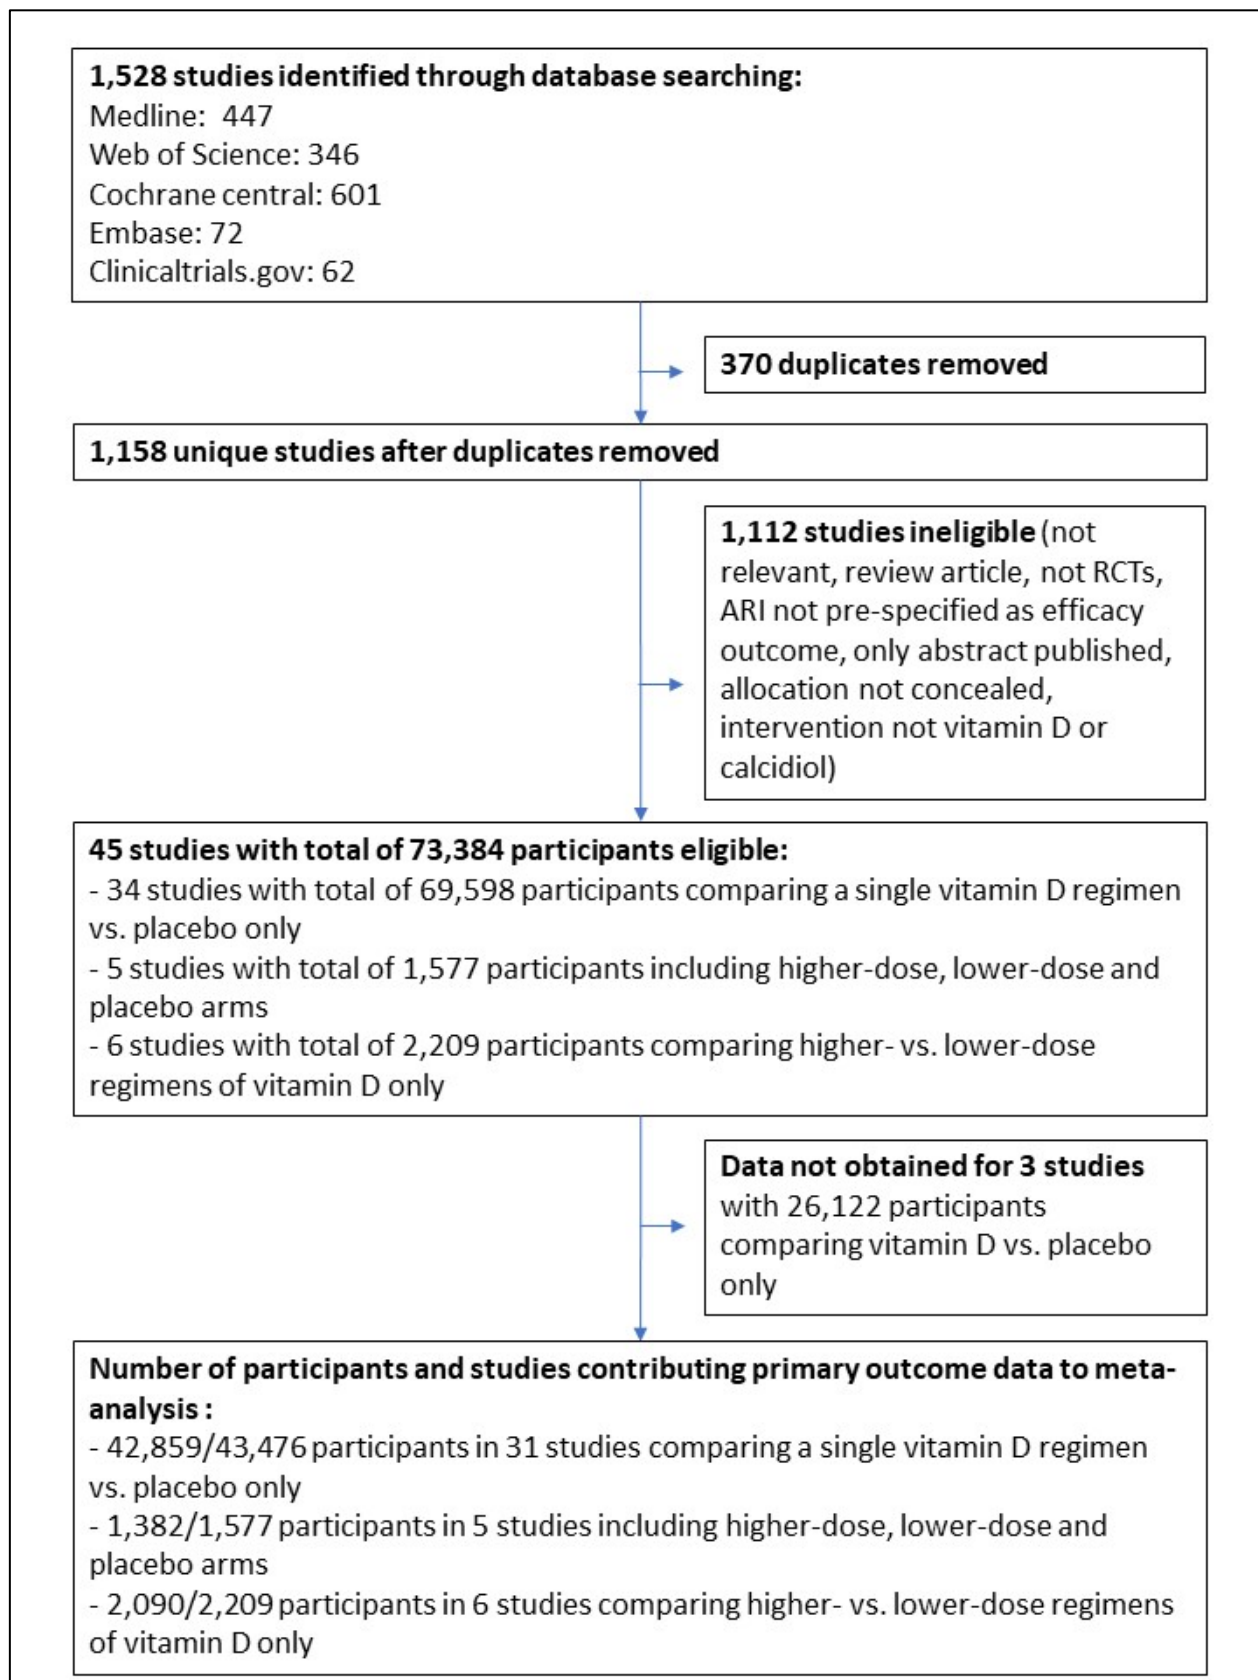 1,528 studies identified through database searching:
Medline:  447
Web of Science: 346
Cochrane central: 601
Embase: 72
Clinicaltrials.gov: 62
370 duplicates removed
1,158 unique studies after duplicates removed
1,112 studies ineligible (not
relevant, review article, not RCTs,
ARI not pre-specified as efficacy
outcome, only abstract published,
allocation not concealed,
intervention not vitamin D or
calcidiol)
45 studies with total of 73,384 participants eligible:
- 34 studies with total of 69,598 participants comparing a single vitamin D regimen
vs. placebo only
- 5 studies with total of 1,577 participants including higher-dose, lower-dose and
placebo arms
- 6 studies with total of 2,209 participants comparing higher- vs. lower-dose
regimens of vitamin D only
Data not obtained for 3 studies
with 26,122 participants
comparing vitamin D vs. placebo
only
Number of participants and studies contributing primary outcome data to meta-
analysis :
- 42,859/43,476 participants in 31 studies comparing a single vitamin D regimen
vs. placebo only
- 1,382/1,577 participants in 5 studies including higher-dose, lower-dose and
placebo arms
- 2,090/2,209 participants in 6 studies comparing higher- vs. lower-dose regimens
of vitamin D only